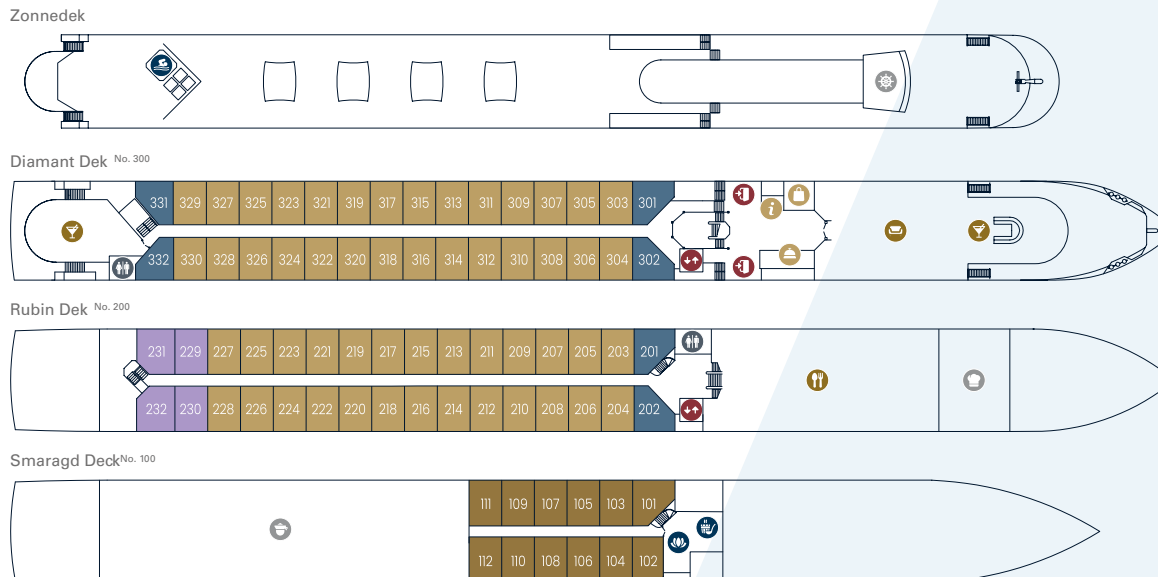 Zonnedek
Diamant Dek No. 300
331 329 327 325 323 321 319 317 315 313 311 309 307 305 303 301
332 330 328 326 324 322 320 318 316 314 312 310 308 306 304 302
Rubin Dek No. 200
231 229 227 225 223 221 219 217 215 213 211 209 207 205 203 201
232 230 228 226 224 222 220 218 216 214 212 210 208 206 204 202
Smaragd Deck No. 100
111 109 107 105 103 101
112 110 108 106 104 102